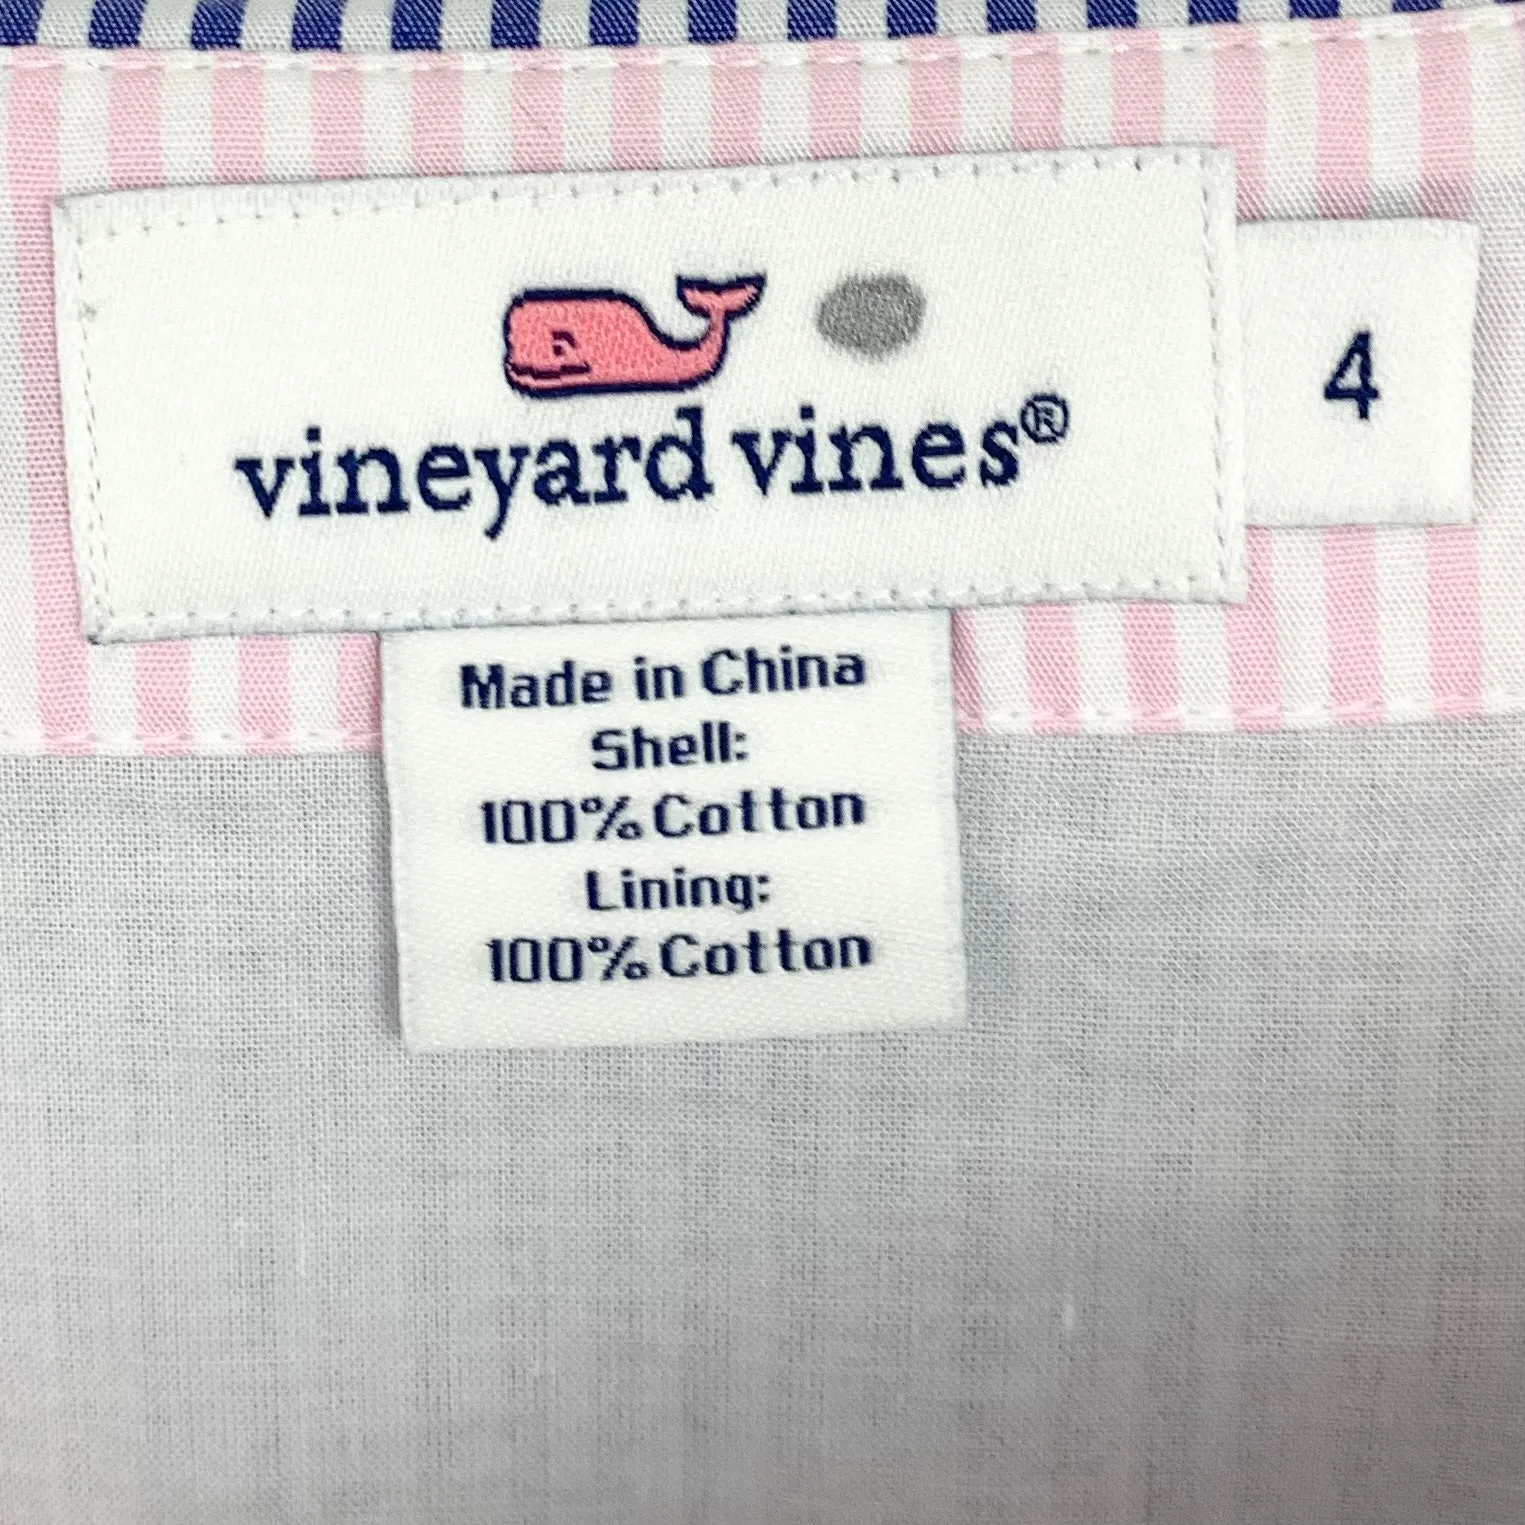 vineyard vines®
4
Made in China
Shell:
100% Cotton
Lining:
100% Cotton